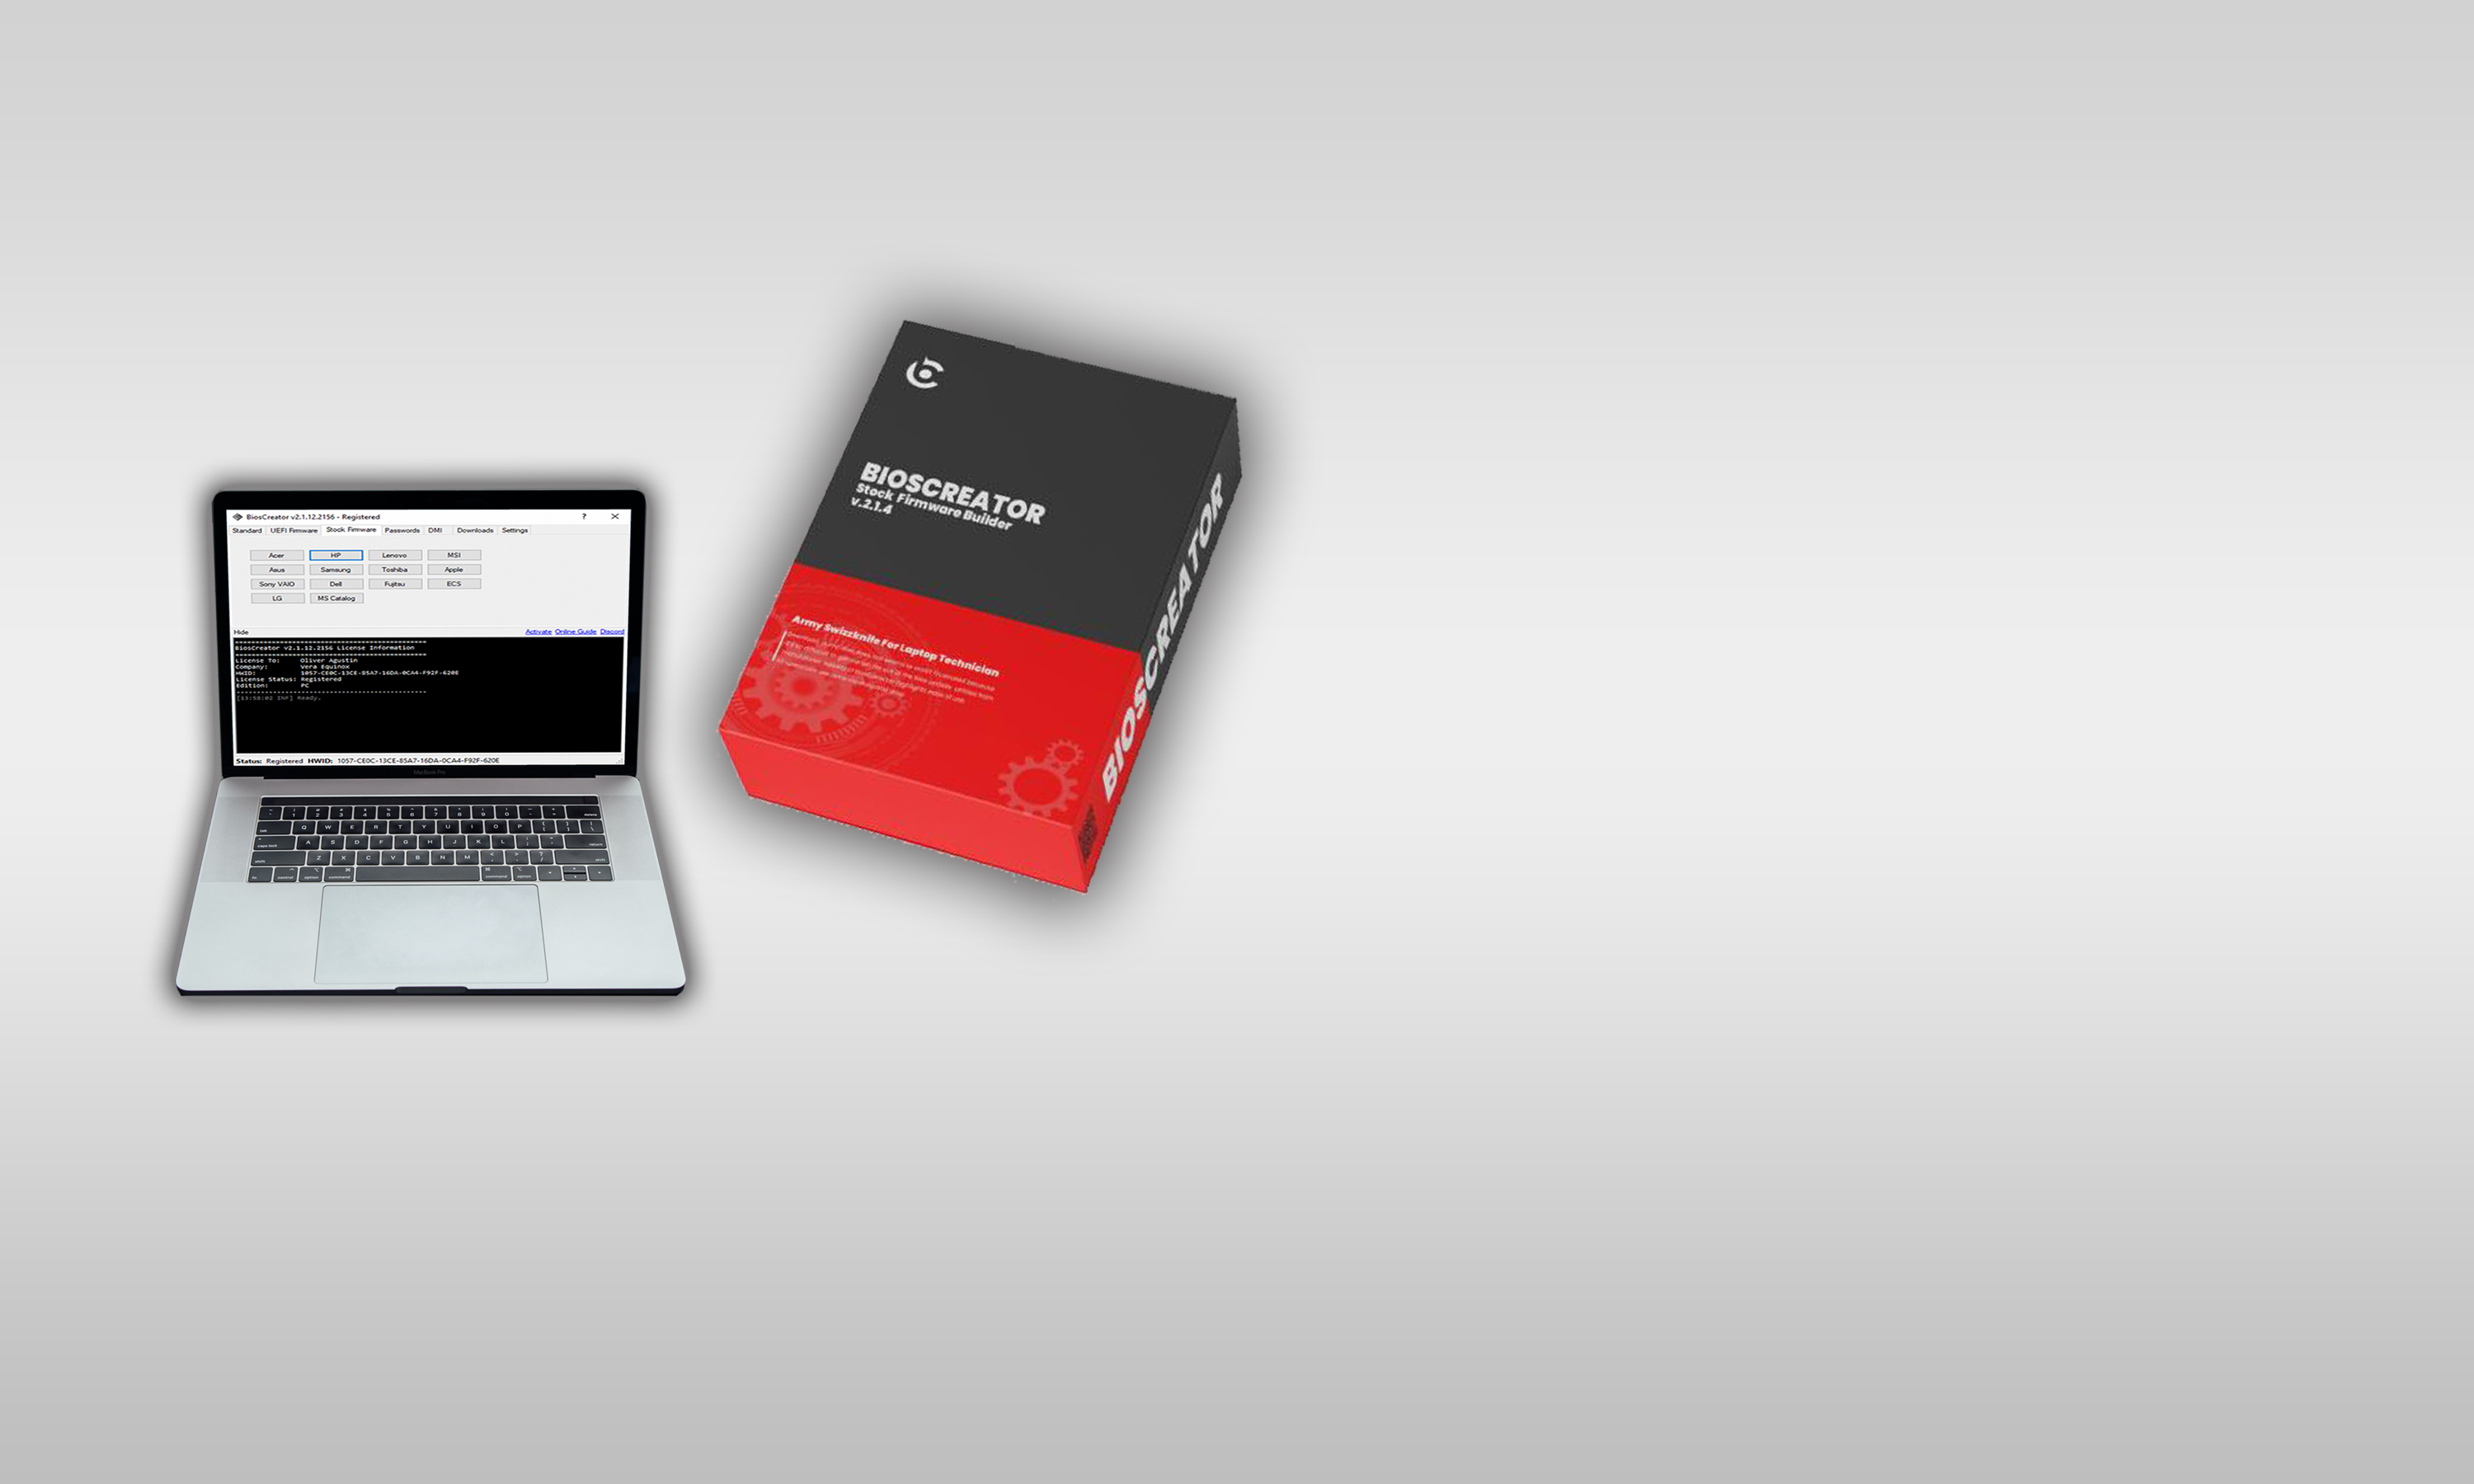 BiosCreator v2.1.12.2156 - Registered
Standard UEFI Firmware Stock Firmware Passwords DMI Downloads Settings
Acer HP Lenovo MSI
Asus Samsung Toshiba Apple
Sony VAIO Dell Fujitsu ECS
LG MS Catalog
Hide Activate Online Guide Discord
BiosCreator v2.1.12.2156 License Information
License To: Oliver Agustin
Company: Vera Equinox
HWID: 1057-CE0C-13CE-85A7-16DA-0CA4-F92F-620E
License Status: Registered
Edition: PC
[13:58:02 INF] Ready.
Status: Registered HWID: 1057-CE0C-13CE-85A7-16DA-0CA4-F92F-620E
MacBook Pro
BIOSCREATOR
Stock Firmware Builder
v.2.1.4
Army Swizzknife For Laptop Technician
BIOSCREATOR